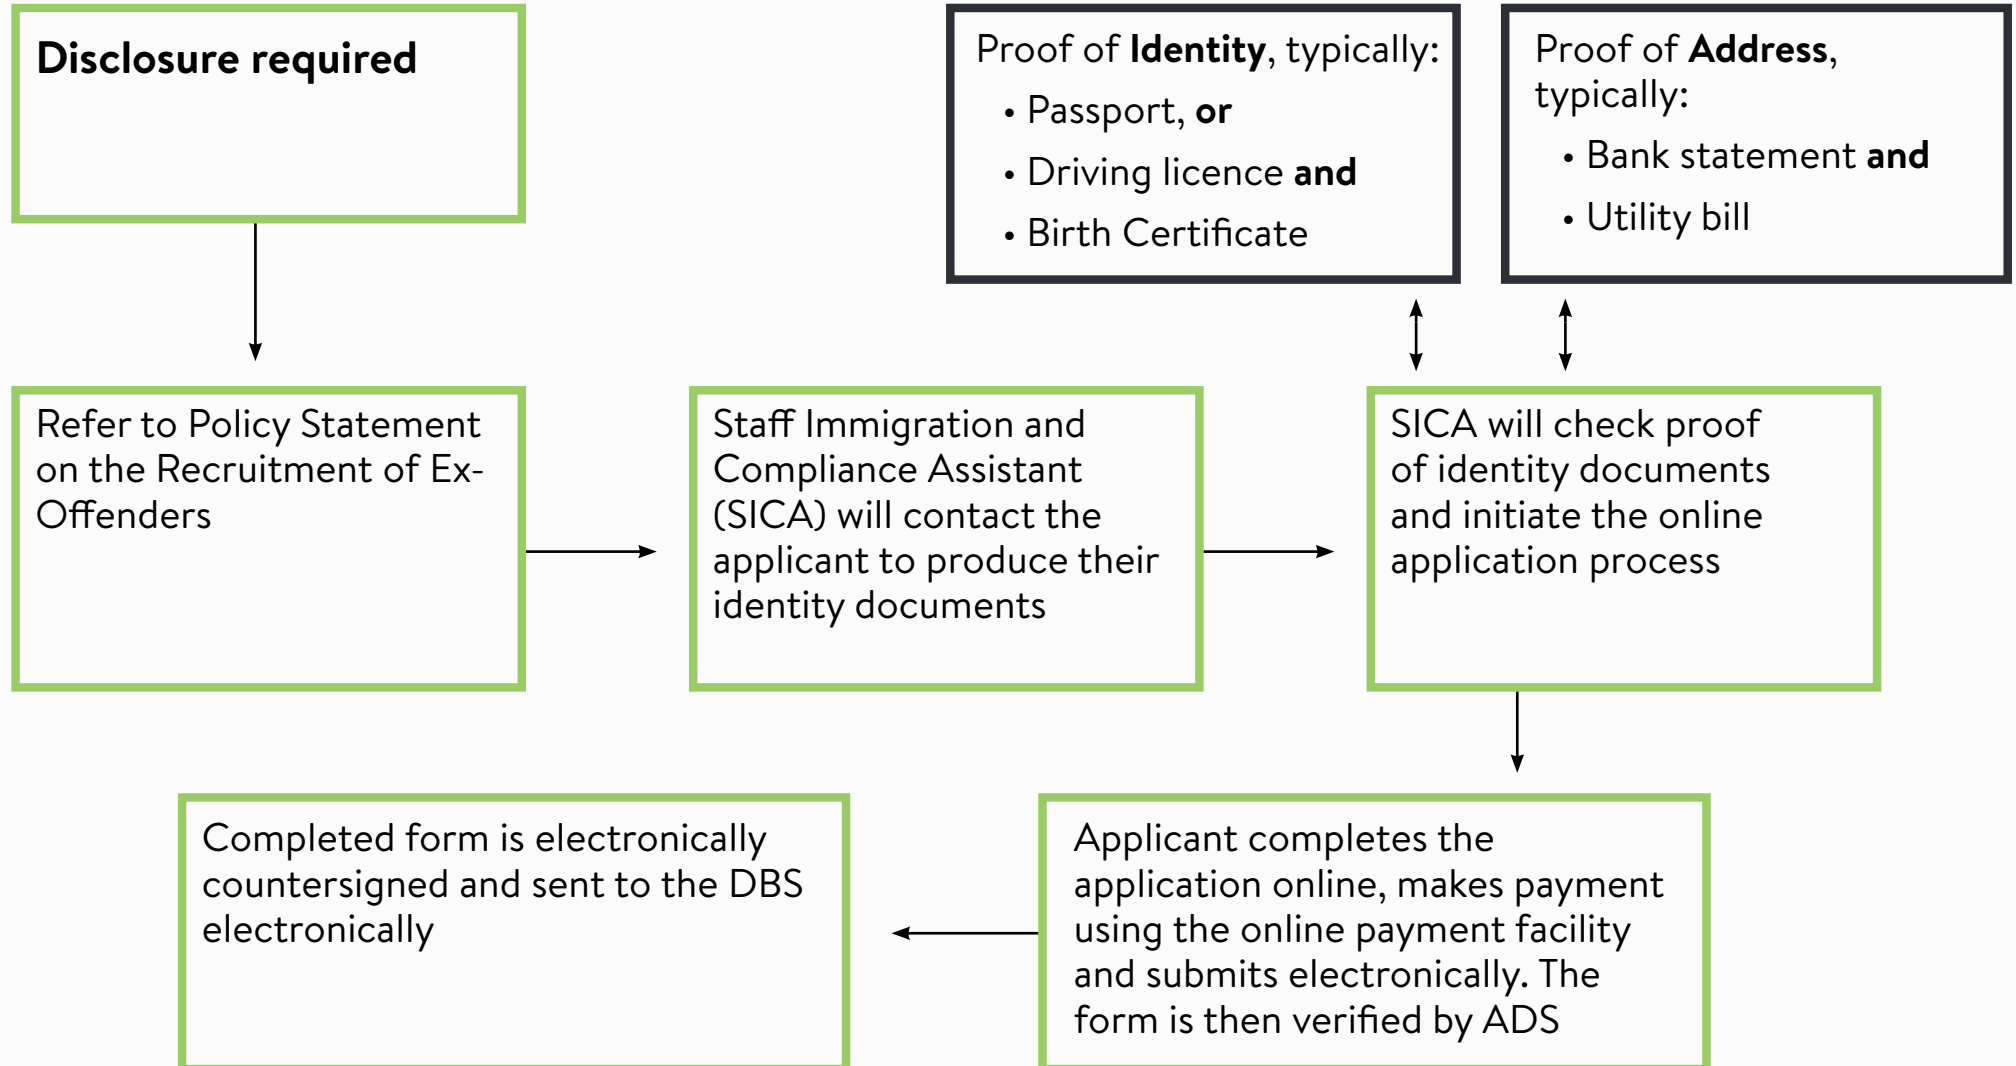 Disclosure required
Proof of Identity, typically:
• Passport, or
• Driving licence and
• Birth Certificate
Proof of Address,
typically:
• Bank statement and
• Utility bill
Refer to Policy Statement
on the Recruitment of Ex-
Offenders
Staff Immigration and
Compliance Assistant
(SICA) will contact the
applicant to produce their
identity documents
SICA will check proof
of identity documents
and initiate the online
application process
Applicant completes the
application online, makes payment
using the online payment facility
and submits electronically. The
form is then verified by ADS
Completed form is electronically
countersigned and sent to the DBS
electronically